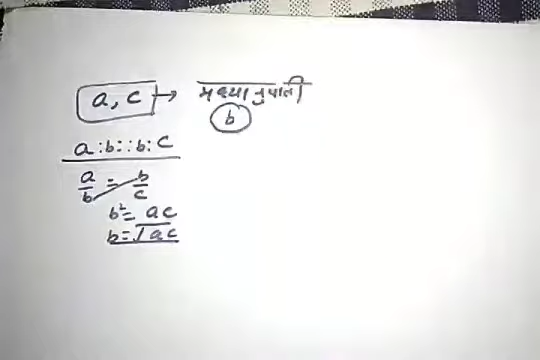 a, c → मध्यानुपाती
b
a:b::b:c
a/b = b/c
b² = ac
b = √ac